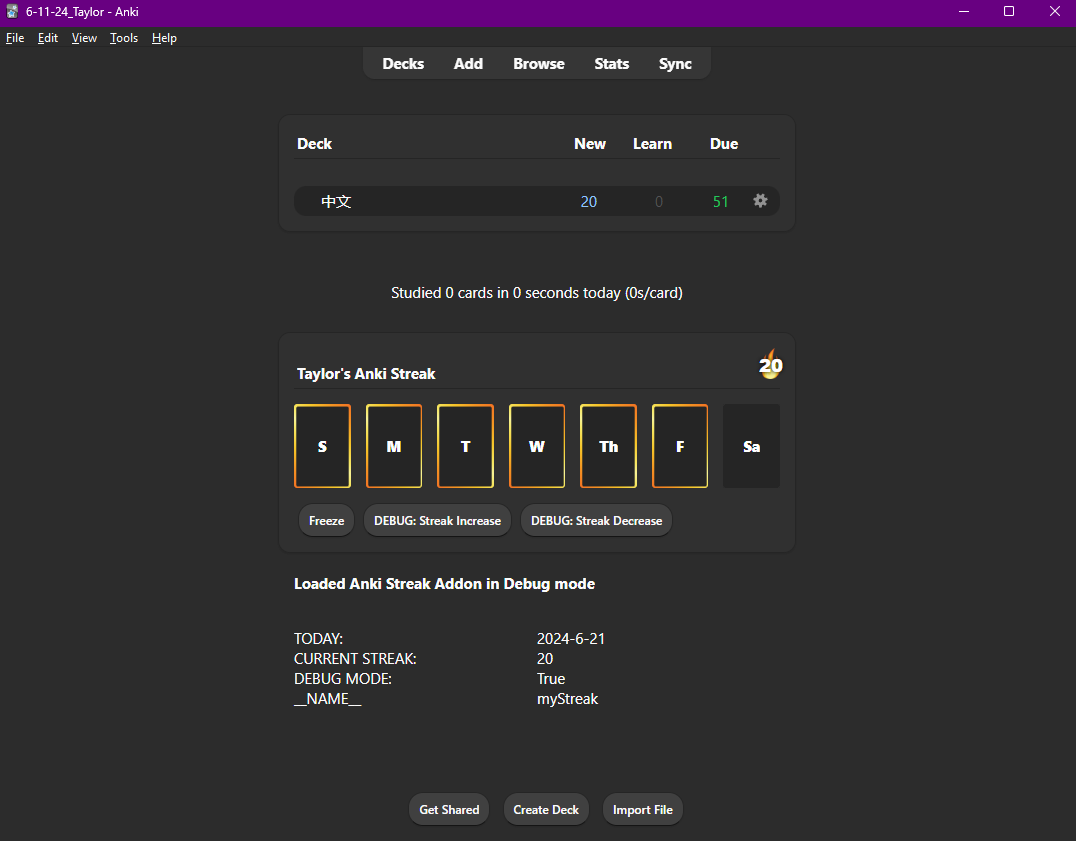 6-11-24_Taylor - Anki
File Edit View Tools Help
Decks Add Browse Stats Sync
Deck New Learn Due
中文 20 0 51
Studied 0 cards in 0 seconds today (0s/card)
Taylor's Anki Streak 20
S M T W Th F Sa
Freeze DEBUG: Streak Increase DEBUG: Streak Decrease
Loaded Anki Streak Addon in Debug mode
TODAY: 2024-6-21
CURRENT STREAK: 20
DEBUG MODE: True
__NAME__ myStreak
Get Shared Create Deck Import File